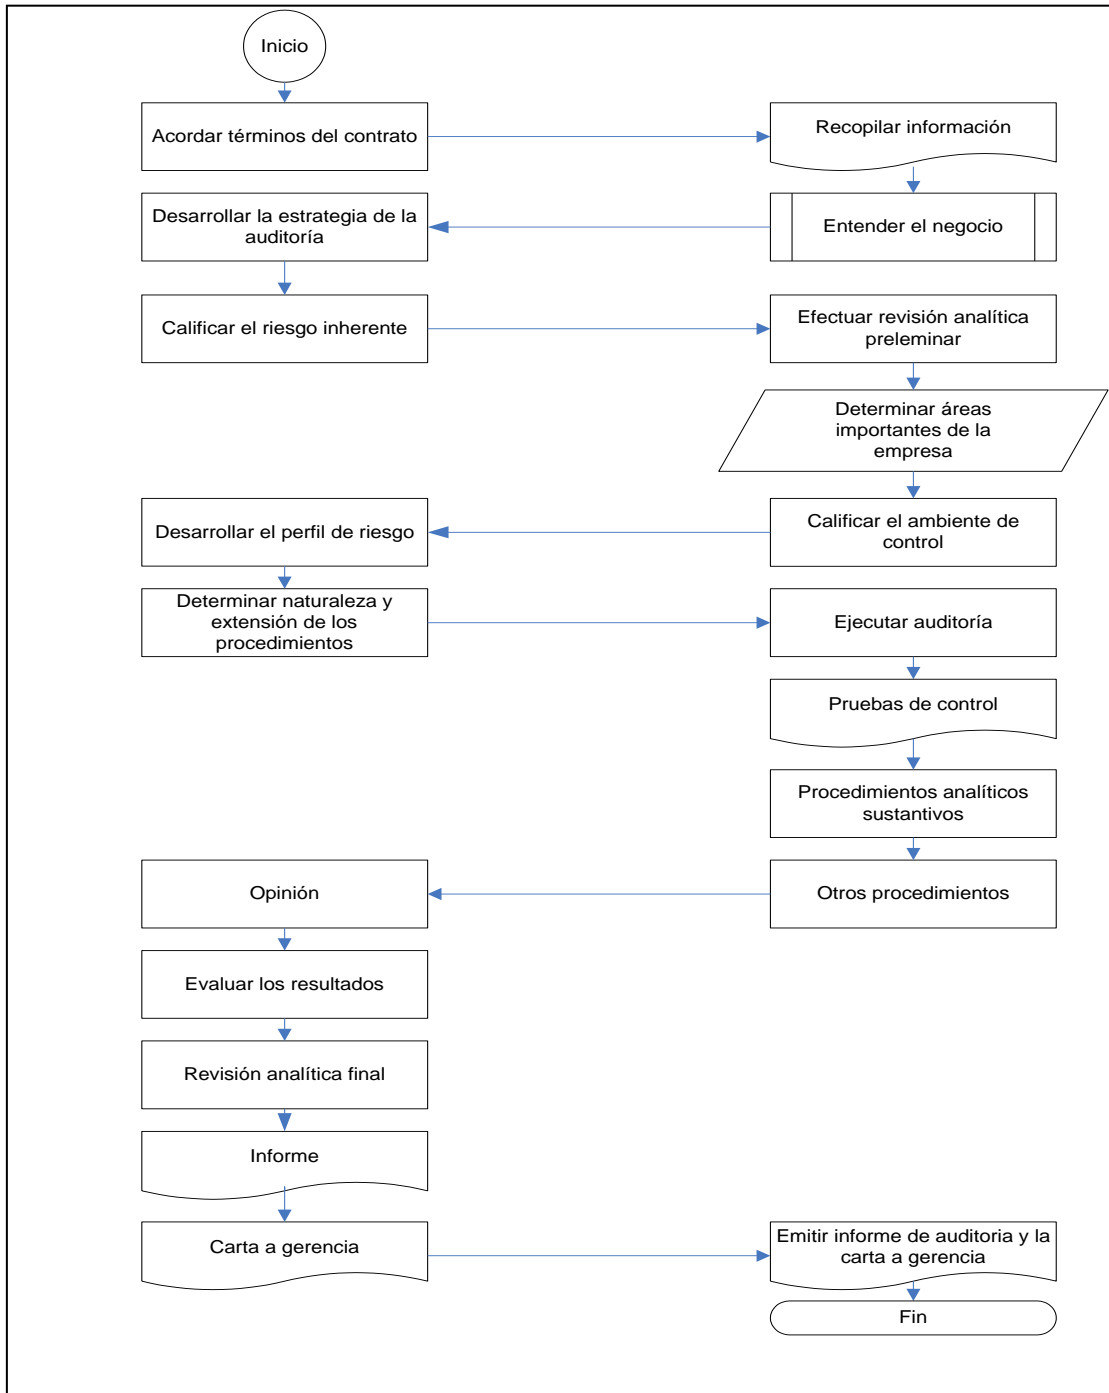 Inicio
Acordar términos del contrato
Recopilar información
Desarrollar la estrategia de la
auditoría
Entender el negocio
Calificar el riesgo inherente
Efectuar revisión analítica
preleminar
Determinar áreas
importantes de la
empresa
Desarrollar el perfil de riesgo
Calificar el ambiente de
control
Determinar naturaleza y
extensión de los
procedimientos
Ejecutar auditoría
Pruebas de control
Procedimientos analíticos
sustantivos
Opinión
Otros procedimientos
Evaluar los resultados
Revisión analítica final
Informe
Carta a gerencia
Emitir informe de auditoria y la
carta a gerencia
Fin